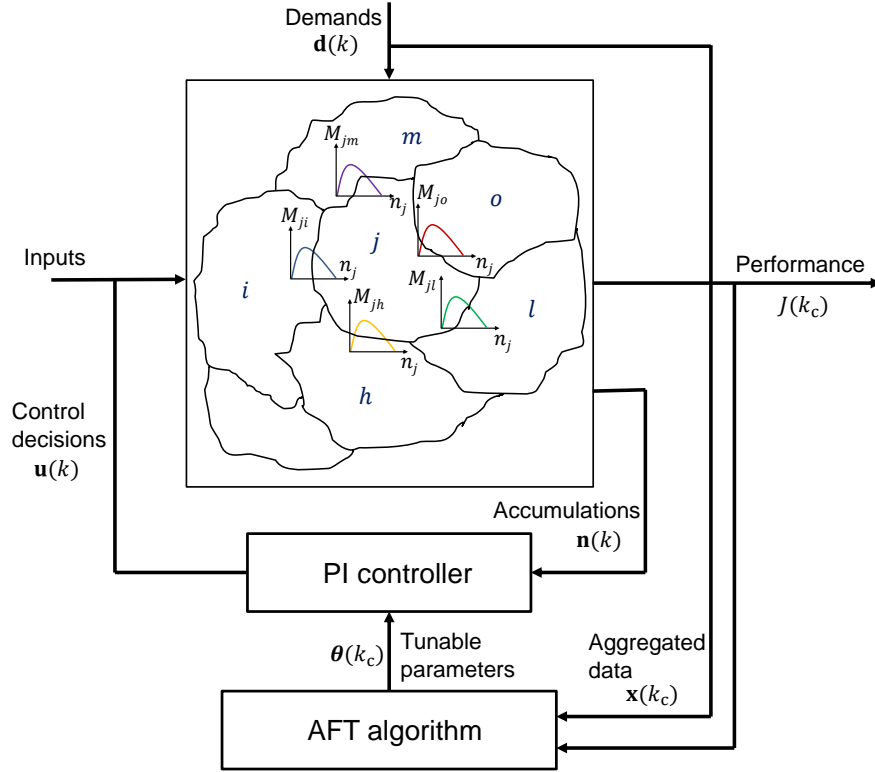 Demands
𝐝(k)
m
M_jm
n_j
o
M_jo
n_j
M_ji
n_j
j
i
M_jl
n_j
l
M_jh
n_j
h
Inputs
Performance
J(k_c)
Control
decisions
𝐮(k)
Accumulations
𝐧(k)
PI controller
𝜽(k_c)
Tunable
parameters
Aggregated
data
𝐱(k_c)
AFT algorithm